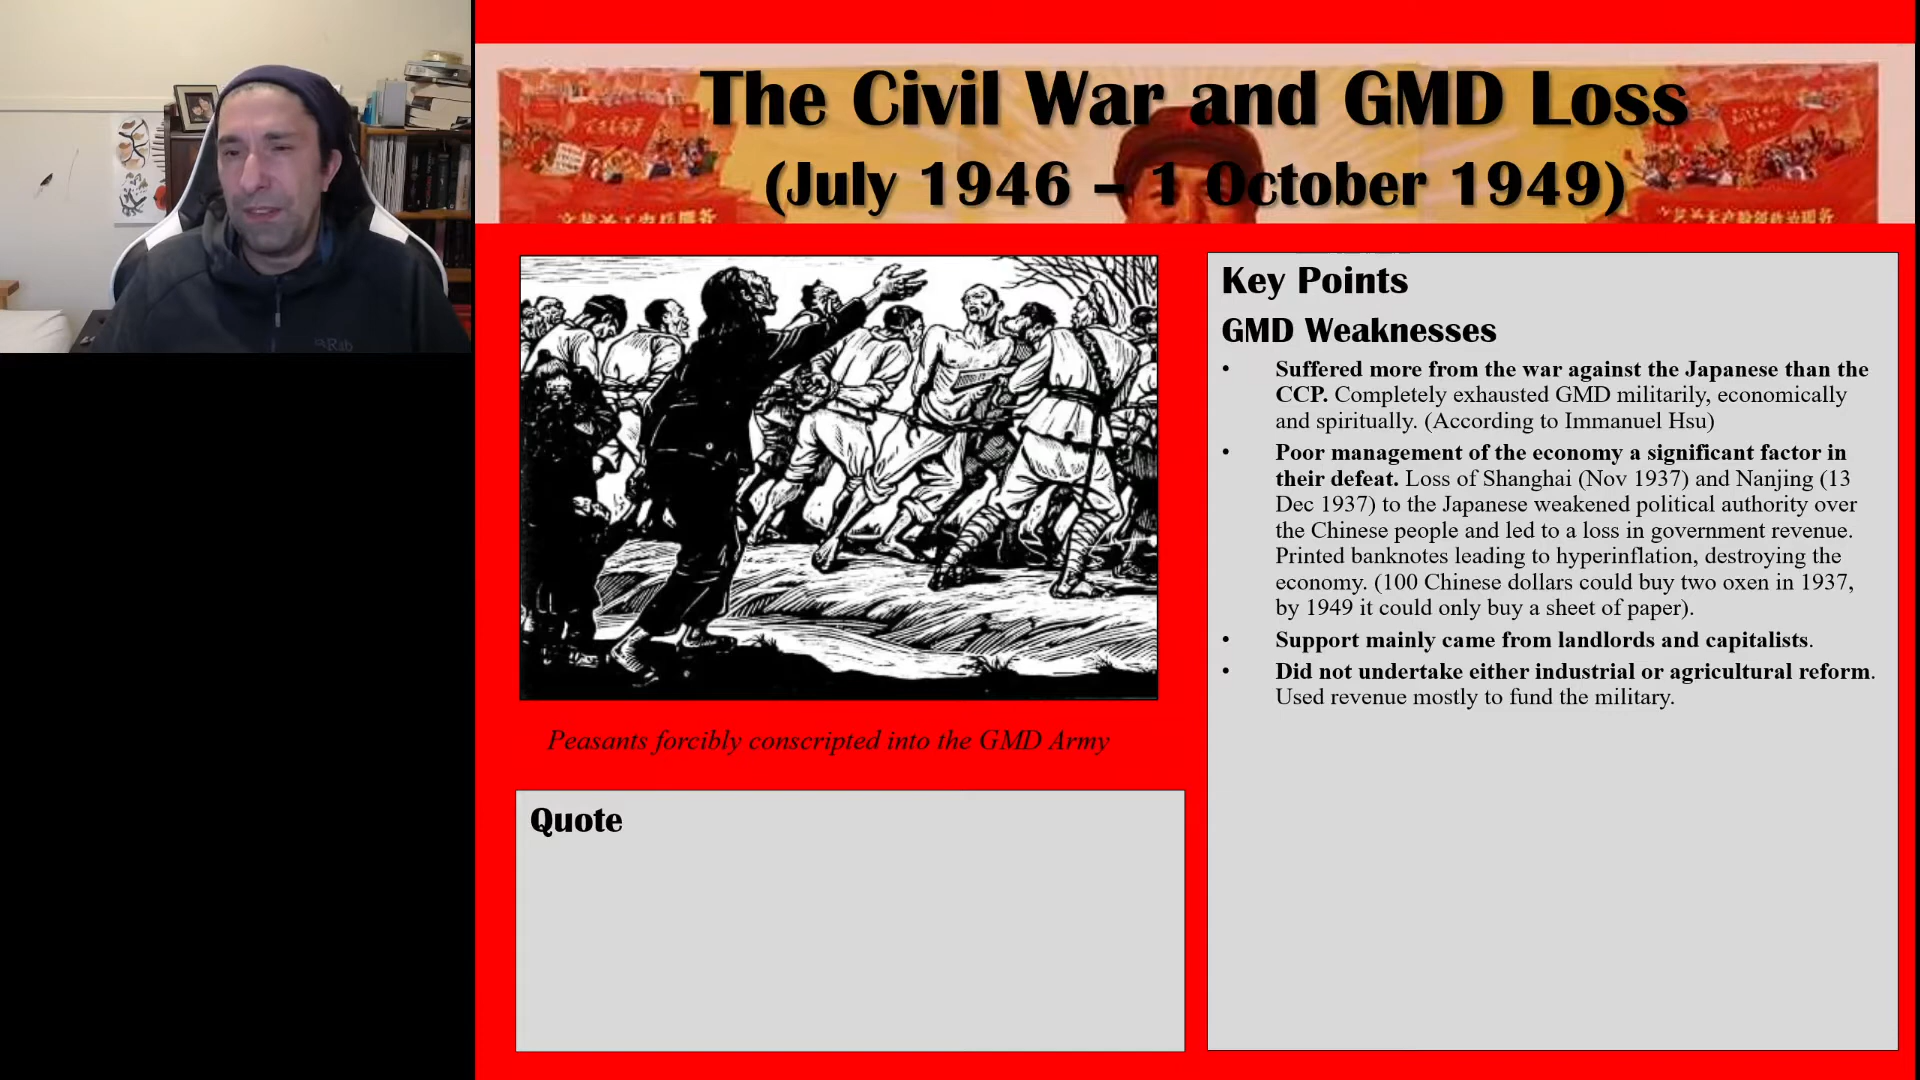 The Civil War and GMD Loss
(July 1946 – 1 October 1949)
Rab
Peasants forcibly conscripted into the GMD Army
Quote
Key Points
GMD Weaknesses
• Suffered more from the war against the Japanese than the
CCP. Completely exhausted GMD militarily, economically
and spiritually. (According to Immanuel Hsu)
• Poor management of the economy a significant factor in
their defeat. Loss of Shanghai (Nov 1937) and Nanjing (13
Dec 1937) to the Japanese weakened political authority over
the Chinese people and led to a loss in government revenue.
Printed banknotes leading to hyperinflation, destroying the
economy. (100 Chinese dollars could buy two oxen in 1937,
by 1949 it could only buy a sheet of paper).
• Support mainly came from landlords and capitalists.
• Did not undertake either industrial or agricultural reform.
Used revenue mostly to fund the military.